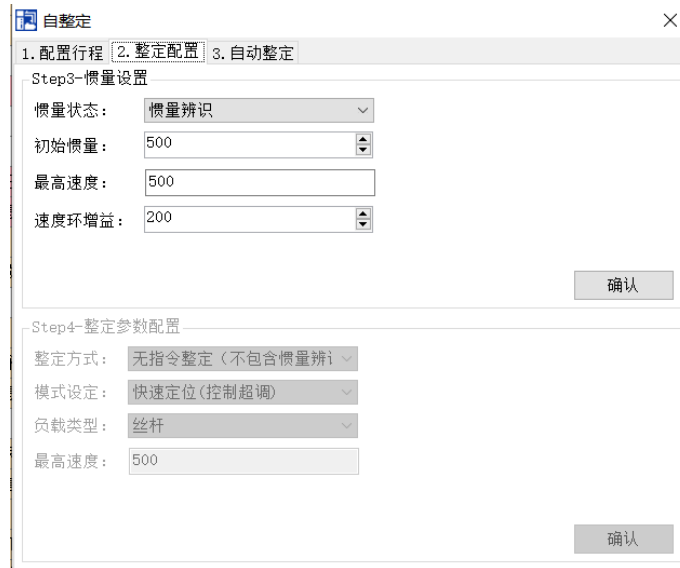 自整定
1.配置行程 2.整定配置 3.自动整定
Step3-惯量设置
惯量状态： 惯量辨识
初始惯量： 500
最高速度： 500
速度环增益： 200
确认
Step4-整定参数配置
整定方式： 无指令整定（不包含惯量辨
模式设定： 快速定位(控制超调)
负载类型： 丝杆
最高速度： 500
确认